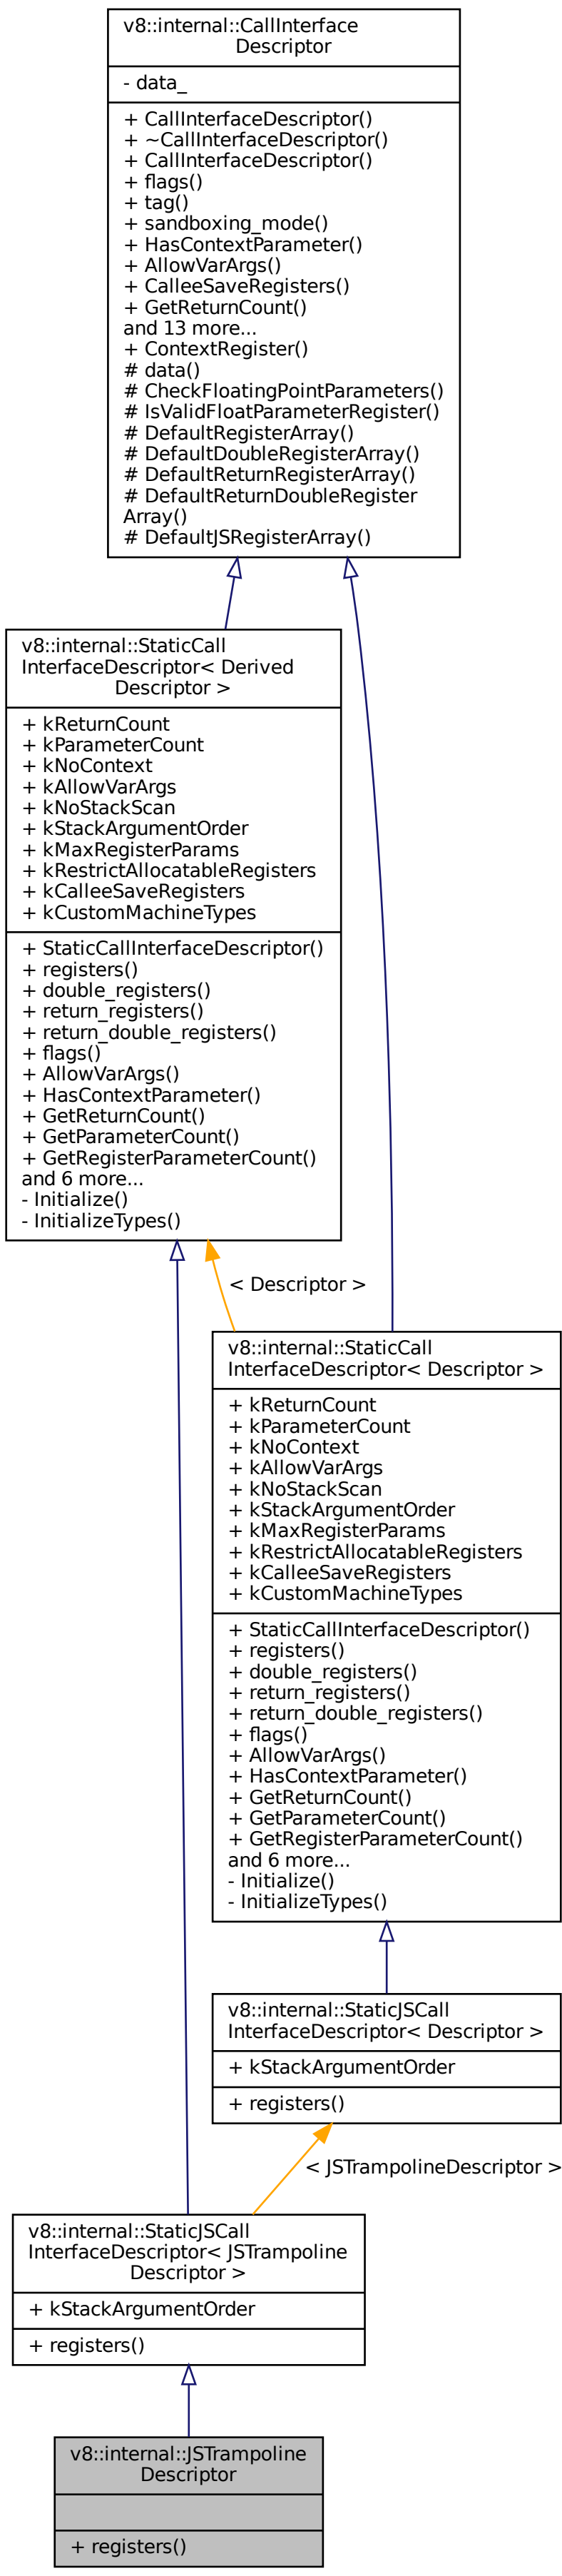 v8::internal::CallInterface
Descriptor
- data_
+ CallInterfaceDescriptor()
+ ~CallInterfaceDescriptor()
+ CallInterfaceDescriptor()
+ flags()
+ tag()
+ sandboxing_mode()
+ HasContextParameter()
+ AllowVarArgs()
+ CalleeSaveRegisters()
+ GetReturnCount()
and 13 more...
+ ContextRegister()
# data()
# CheckFloatingPointParameters()
# IsValidFloatParameterRegister()
# DefaultRegisterArray()
# DefaultDoubleRegisterArray()
# DefaultReturnRegisterArray()
# DefaultReturnDoubleRegister
Array()
# DefaultJSRegisterArray()
v8::internal::StaticCall
InterfaceDescriptor< Derived
Descriptor >
+ kReturnCount
+ kParameterCount
+ kNoContext
+ kAllowVarArgs
+ kNoStackScan
+ kStackArgumentOrder
+ kMaxRegisterParams
+ kRestrictAllocatableRegisters
+ kCalleeSaveRegisters
+ kCustomMachineTypes
+ StaticCallInterfaceDescriptor()
+ registers()
+ double_registers()
+ return_registers()
+ return_double_registers()
+ flags()
+ AllowVarArgs()
+ HasContextParameter()
+ GetReturnCount()
+ GetParameterCount()
+ GetRegisterParameterCount()
and 6 more...
- Initialize()
- InitializeTypes()
< Descriptor >
v8::internal::StaticCall
InterfaceDescriptor< Descriptor >
+ kReturnCount
+ kParameterCount
+ kNoContext
+ kAllowVarArgs
+ kNoStackScan
+ kStackArgumentOrder
+ kMaxRegisterParams
+ kRestrictAllocatableRegisters
+ kCalleeSaveRegisters
+ kCustomMachineTypes
+ StaticCallInterfaceDescriptor()
+ registers()
+ double_registers()
+ return_registers()
+ return_double_registers()
+ flags()
+ AllowVarArgs()
+ HasContextParameter()
+ GetReturnCount()
+ GetParameterCount()
+ GetRegisterParameterCount()
and 6 more...
- Initialize()
- InitializeTypes()
v8::internal::StaticJSCall
InterfaceDescriptor< Descriptor >
+ kStackArgumentOrder
+ registers()
< JSTrampolineDescriptor >
v8::internal::StaticJSCall
InterfaceDescriptor< JSTrampoline
Descriptor >
+ kStackArgumentOrder
+ registers()
v8::internal::JSTrampoline
Descriptor
+ registers()